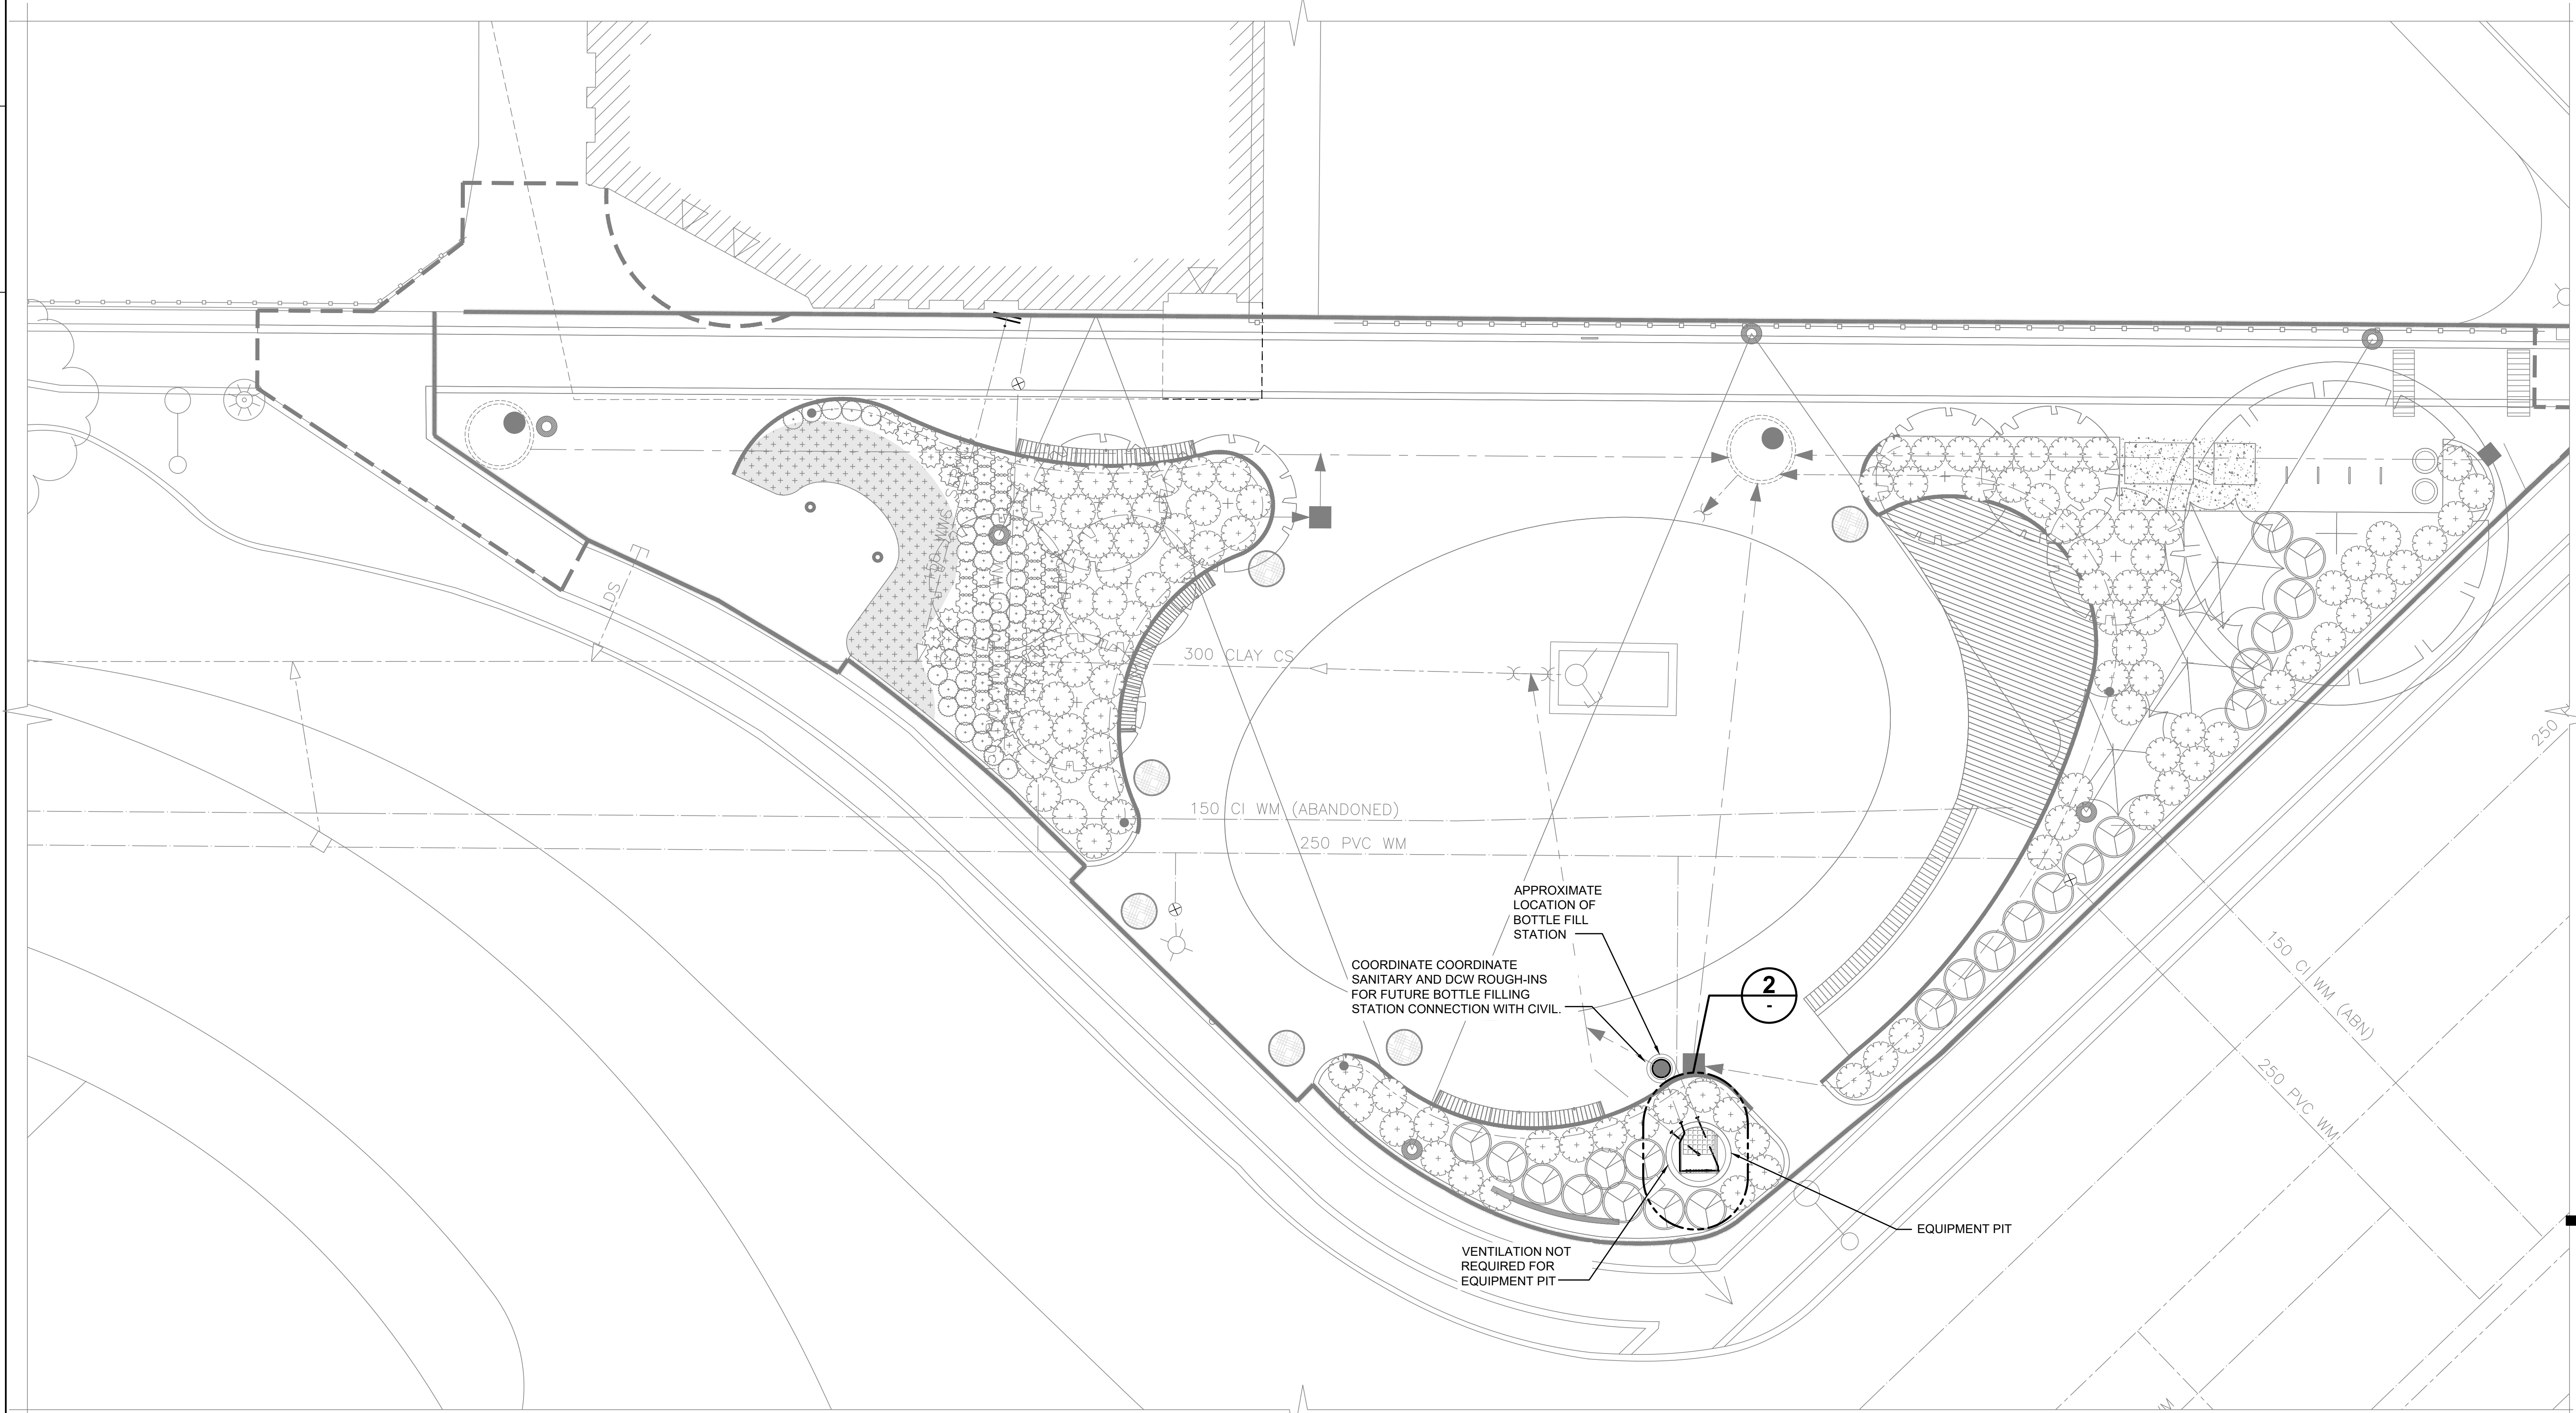 DS
300 CLAY CS
150 CI WM (ABANDONED)
250 PVC WM
APPROXIMATE
LOCATION OF
BOTTLE FILL
STATION
COORDINATE COORDINATE
SANITARY AND DCW ROUGH-INS
FOR FUTURE BOTTLE FILLING
STATION CONNECTION WITH CIVIL.
2
-
250
150 CI WM (ABN)
250 PVC WM
EQUIPMENT PIT
VENTILATION NOT
REQUIRED FOR
EQUIPMENT PIT